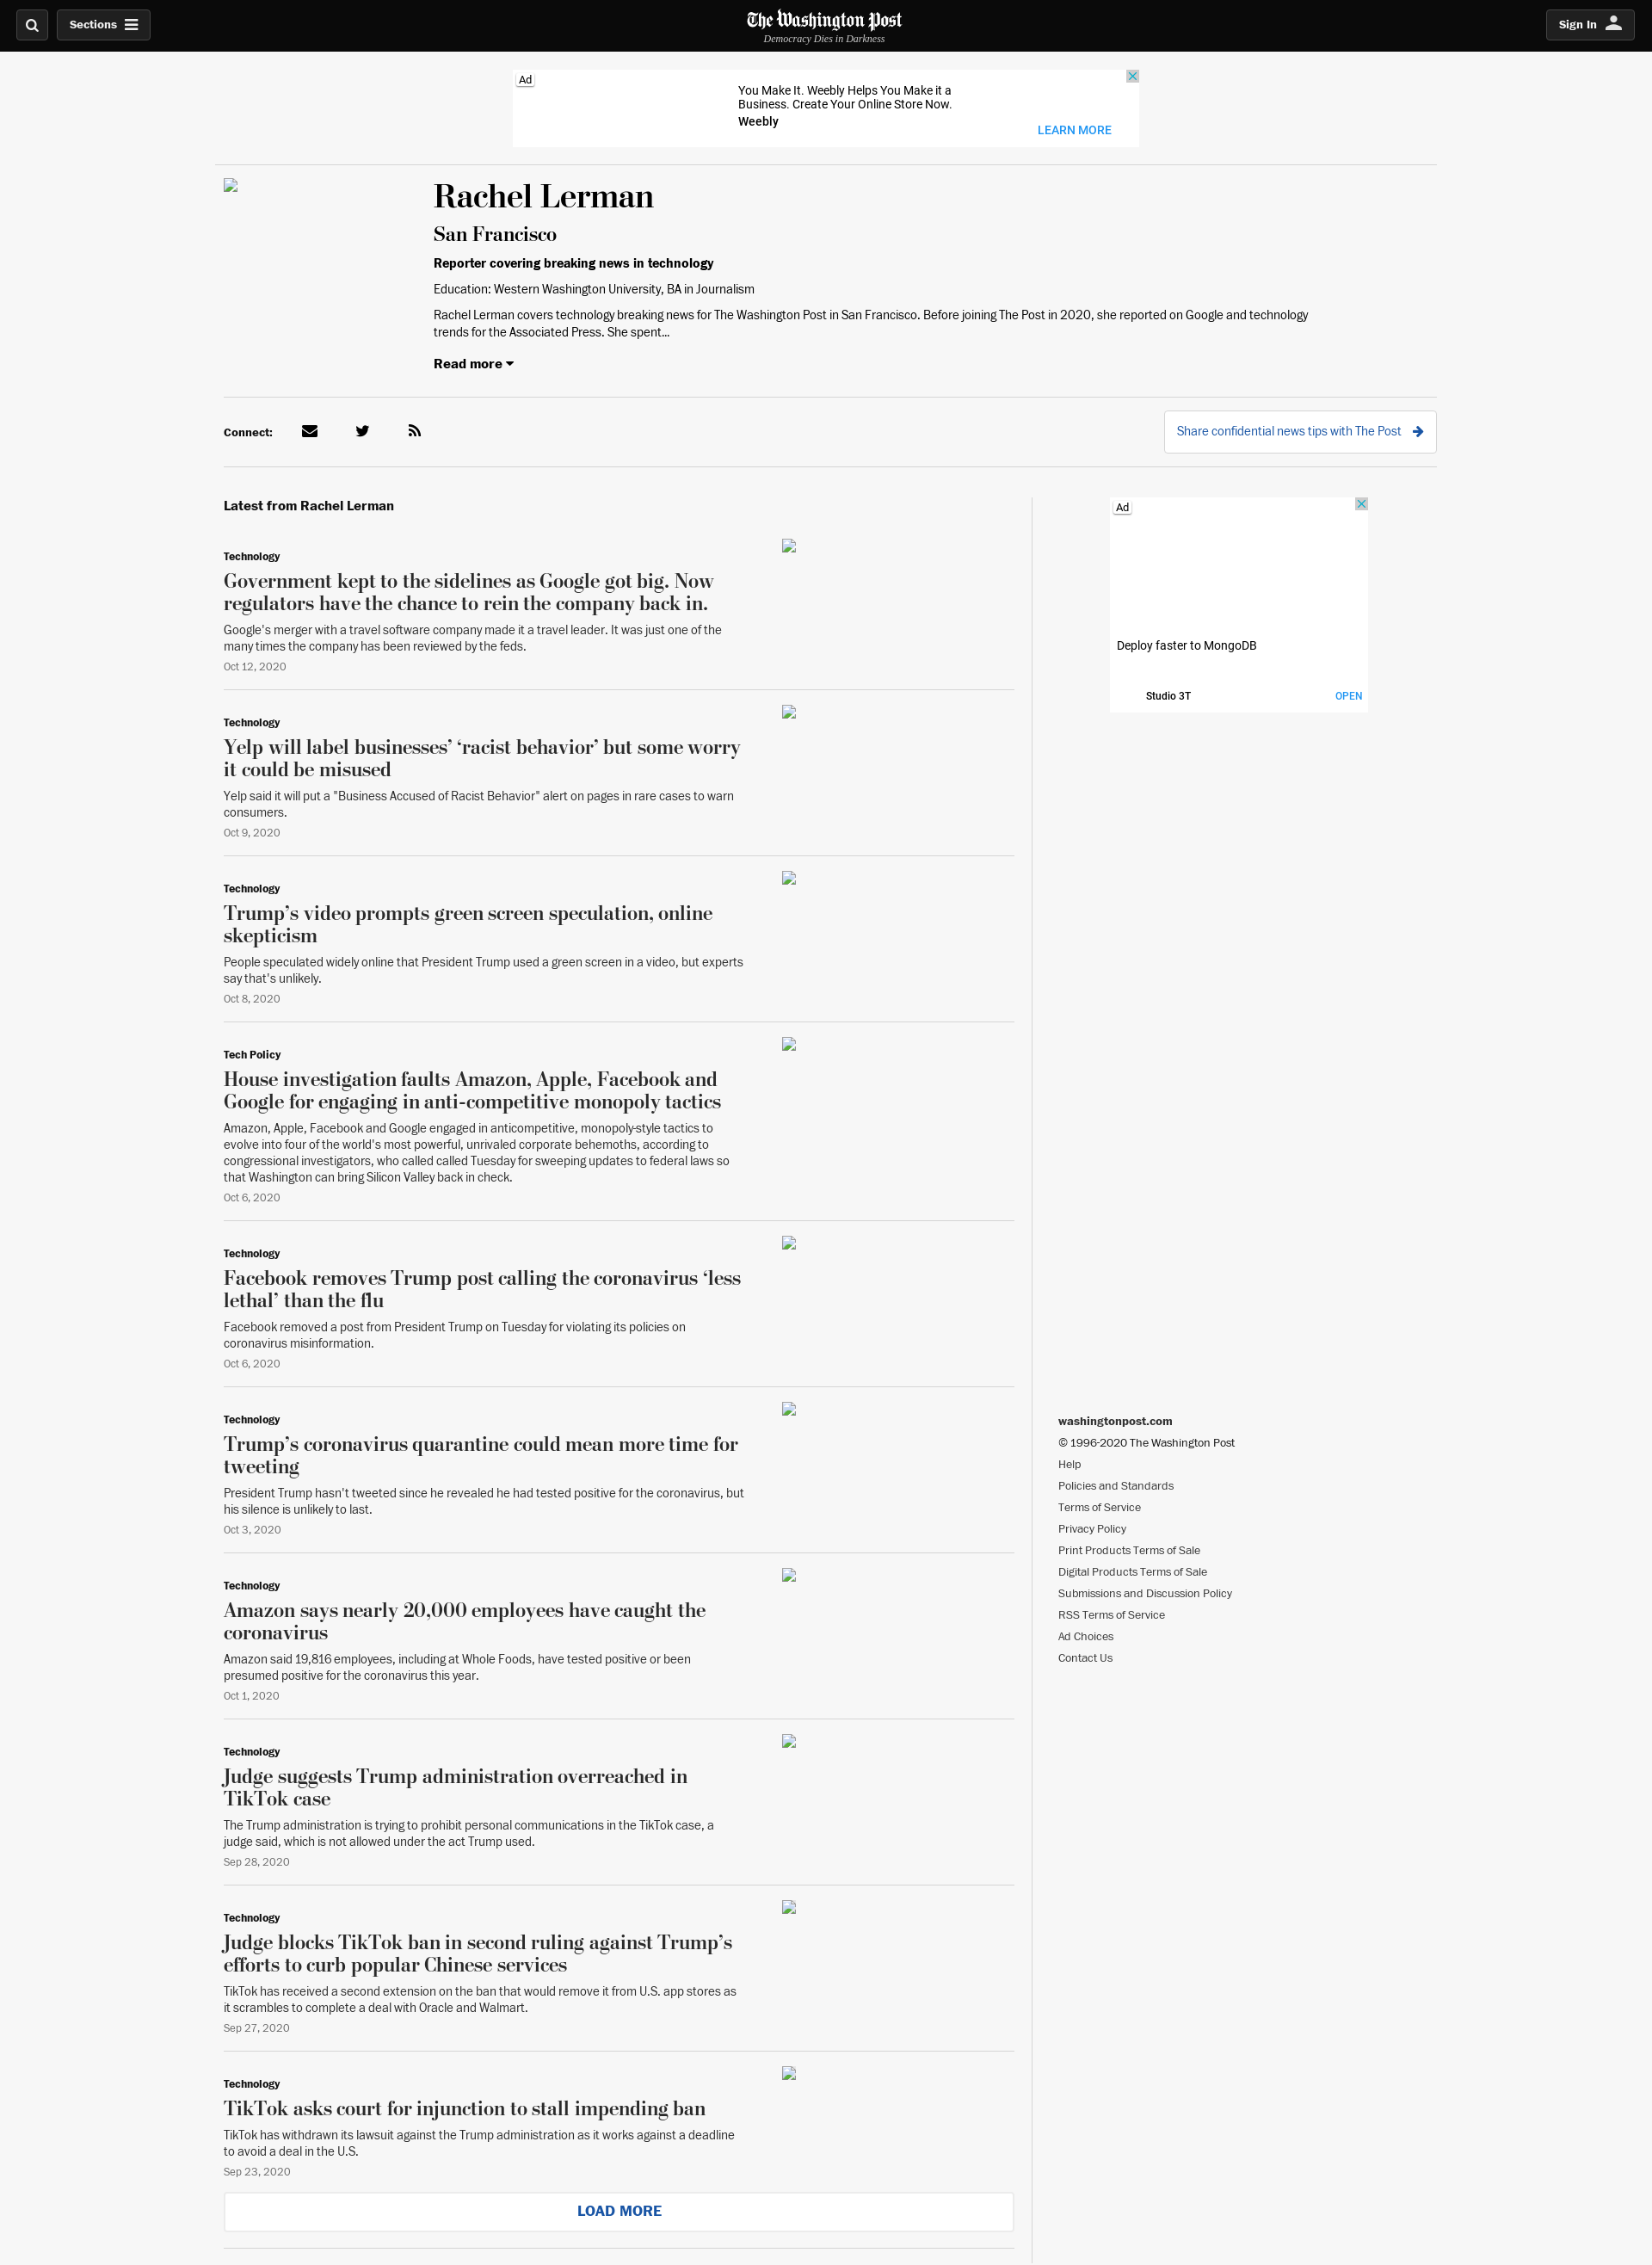 Sections
The Washington Post
Democracy Dies in Darkness
Sign In
Ad
You Make It. Weebly Helps You Make it a
Business. Create Your Online Store Now.
Weebly
LEARN MORE
Rachel Lerman
San Francisco
Reporter covering breaking news in technology
Education: Western Washington University, BA in Journalism
Rachel Lerman covers technology breaking news for The Washington Post in San Francisco. Before joining The Post in 2020, she reported on Google and technology
trends for the Associated Press. She spent...
Read more
Connect:
Share confidential news tips with The Post
Latest from Rachel Lerman
Technology
Government kept to the sidelines as Google got big. Now
regulators have the chance to rein the company back in.
Google's merger with a travel software company made it a travel leader. It was just one of the
many times the company has been reviewed by the feds.
Oct 12, 2020
Technology
Yelp will label businesses’ ‘racist behavior’ but some worry
it could be misused
Yelp said it will put a "Business Accused of Racist Behavior" alert on pages in rare cases to warn
consumers.
Oct 9, 2020
Technology
Trump’s video prompts green screen speculation, online
skepticism
People speculated widely online that President Trump used a green screen in a video, but experts
say that's unlikely.
Oct 8, 2020
Tech Policy
House investigation faults Amazon, Apple, Facebook and
Google for engaging in anti-competitive monopoly tactics
Amazon, Apple, Facebook and Google engaged in anticompetitive, monopoly-style tactics to
evolve into four of the world's most powerful, unrivaled corporate behemoths, according to
congressional investigators, who called called Tuesday for sweeping updates to federal laws so
that Washington can bring Silicon Valley back in check.
Oct 6, 2020
Technology
Facebook removes Trump post calling the coronavirus ‘less
lethal’ than the flu
Facebook removed a post from President Trump on Tuesday for violating its policies on
coronavirus misinformation.
Oct 6, 2020
Technology
Trump’s coronavirus quarantine could mean more time for
tweeting
President Trump hasn't tweeted since he revealed he had tested positive for the coronavirus, but
his silence is unlikely to last.
Oct 3, 2020
Technology
Amazon says nearly 20,000 employees have caught the
coronavirus
Amazon said 19,816 employees, including at Whole Foods, have tested positive or been
presumed positive for the coronavirus this year.
Oct 1, 2020
Technology
Judge suggests Trump administration overreached in
TikTok case
The Trump administration is trying to prohibit personal communications in the TikTok case, a
judge said, which is not allowed under the act Trump used.
Sep 28, 2020
Technology
Judge blocks TikTok ban in second ruling against Trump’s
efforts to curb popular Chinese services
TikTok has received a second extension on the ban that would remove it from U.S. app stores as
it scrambles to complete a deal with Oracle and Walmart.
Sep 27, 2020
Technology
TikTok asks court for injunction to stall impending ban
TikTok has withdrawn its lawsuit against the Trump administration as it works against a deadline
to avoid a deal in the U.S.
Sep 23, 2020
LOAD MORE
Ad
Deploy faster to MongoDB
Studio 3T
OPEN
washingtonpost.com
© 1996-2020 The Washington Post
Help
Policies and Standards
Terms of Service
Privacy Policy
Print Products Terms of Sale
Digital Products Terms of Sale
Submissions and Discussion Policy
RSS Terms of Service
Ad Choices
Contact Us